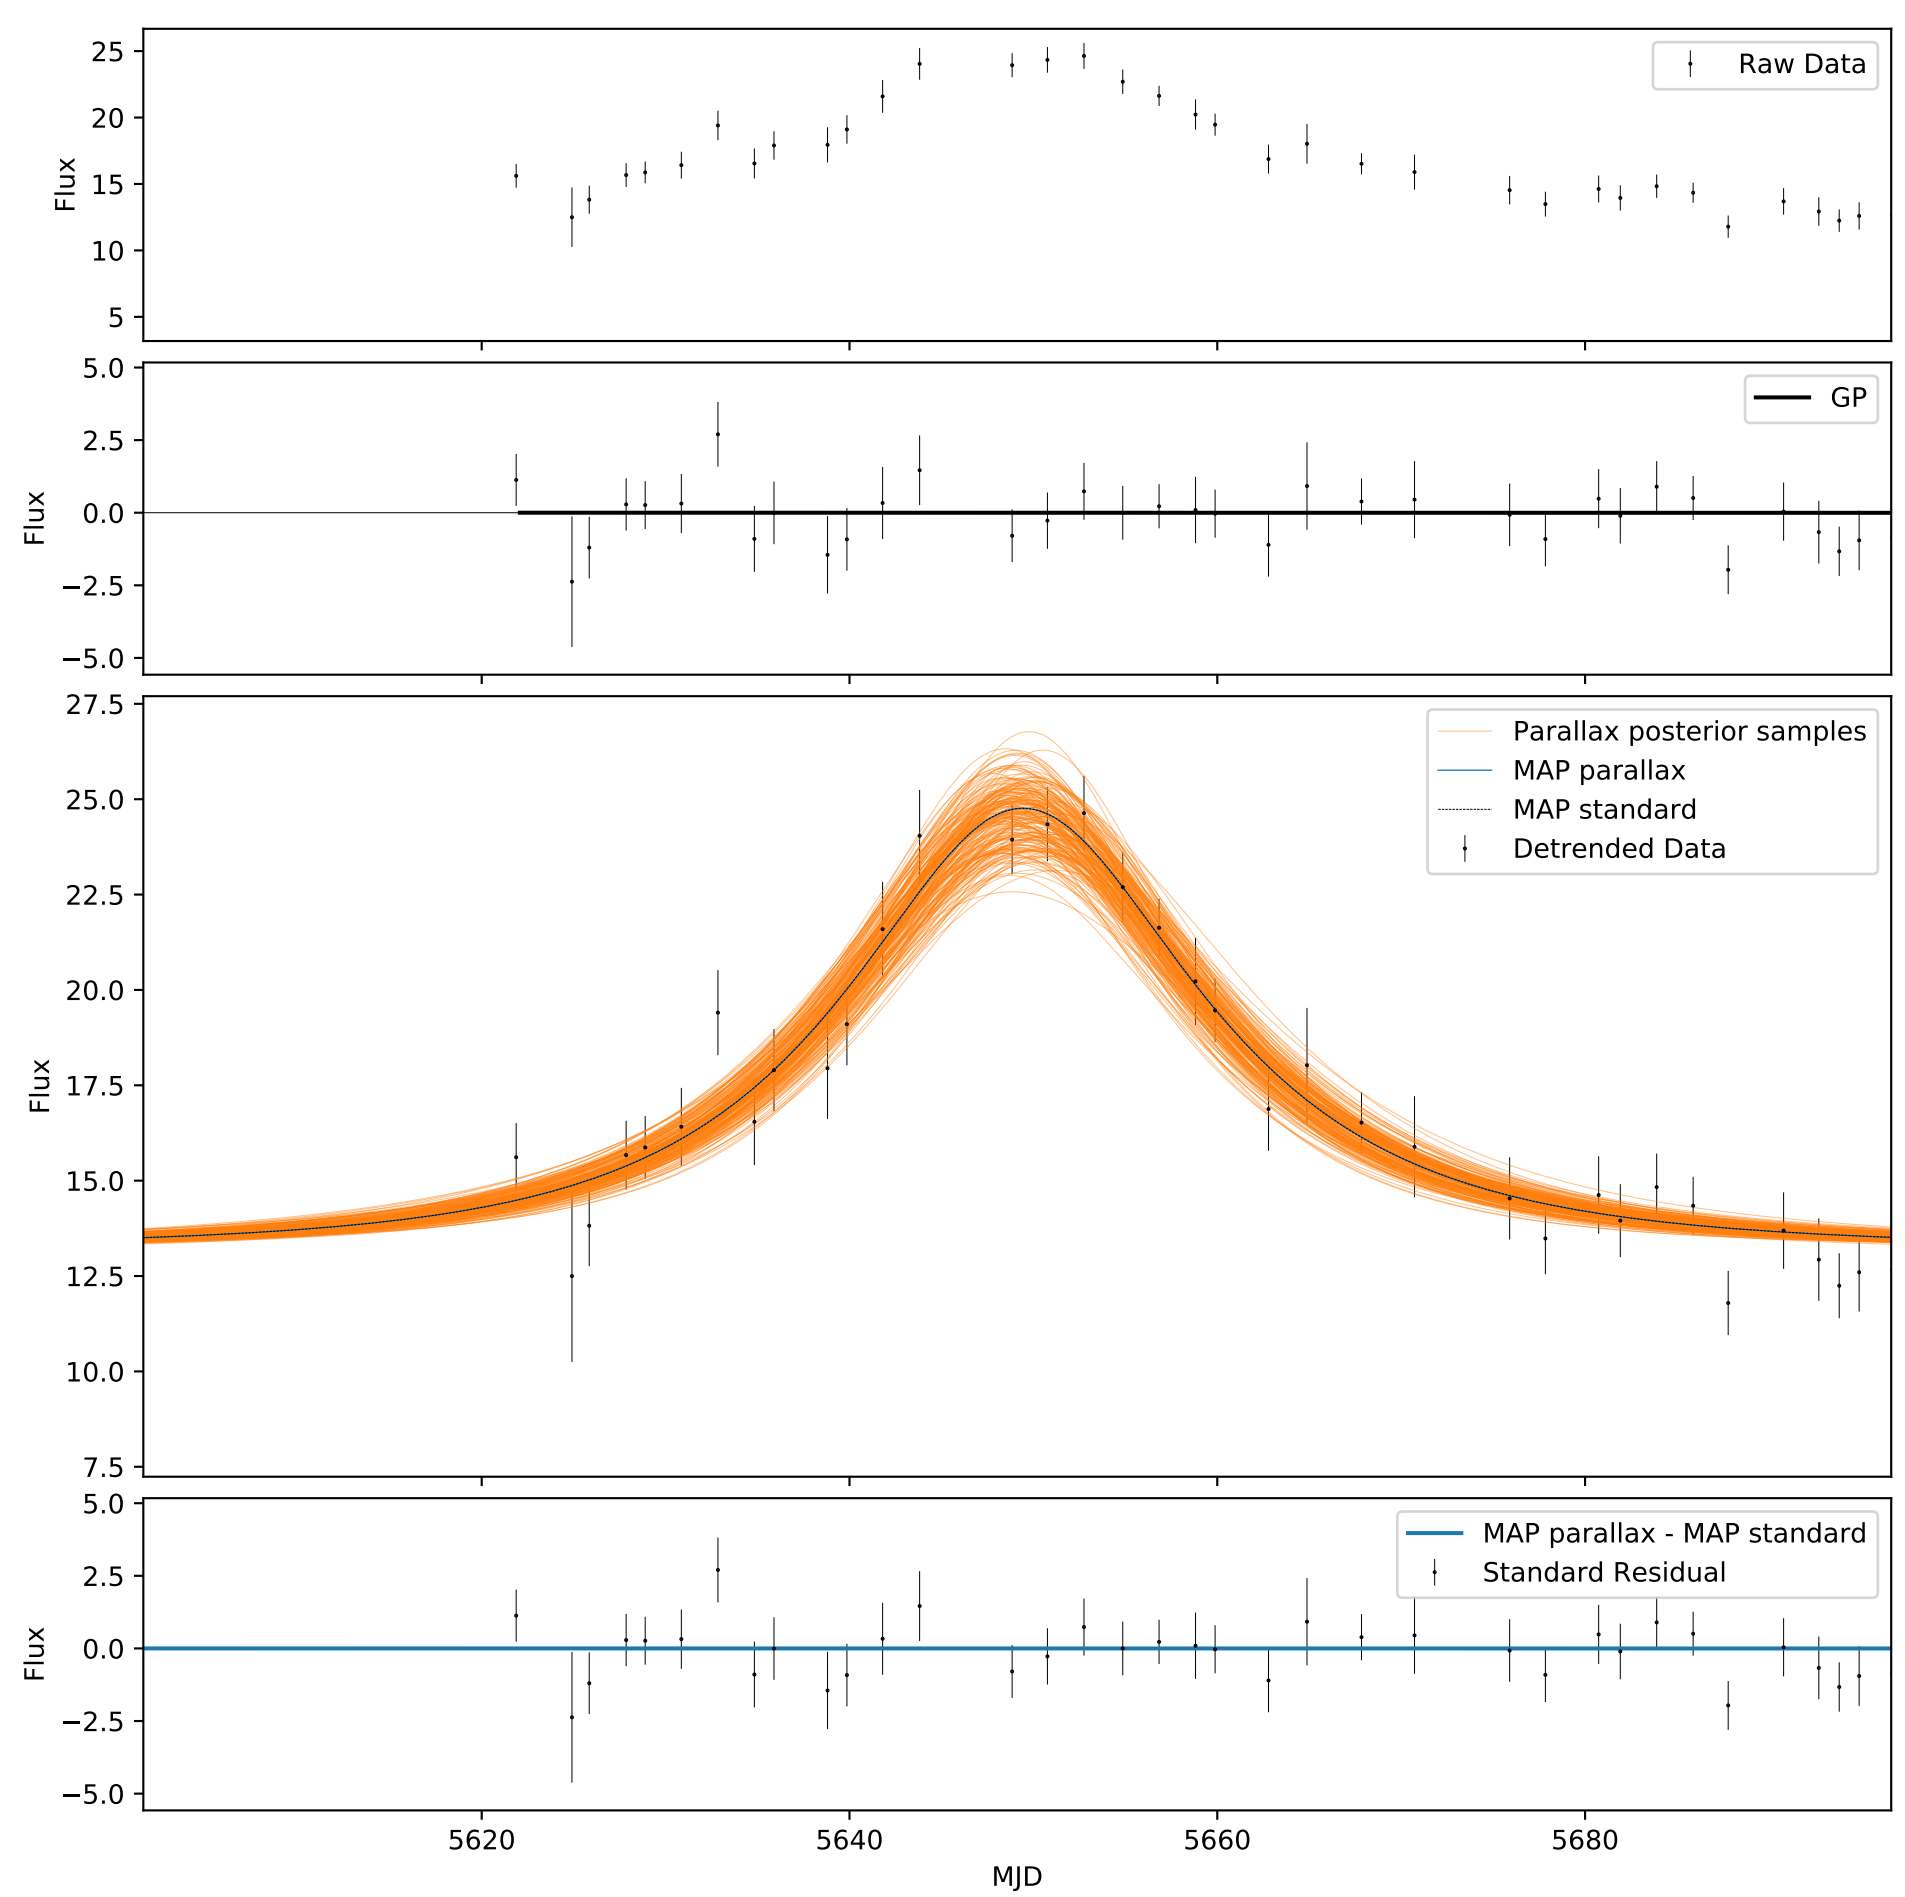 25
20
15
10
5
Flux
Raw Data
5.0
2.5
0.0
−2.5
−5.0
Flux
GP
27.5
25.0
22.5
20.0
17.5
15.0
12.5
10.0
7.5
Flux
Parallax posterior samples
MAP parallax
MAP standard
Detrended Data
5.0
2.5
0.0
−2.5
−5.0
Flux
MAP parallax - MAP standard
Standard Residual
5620 5640 5660 5680
MJD